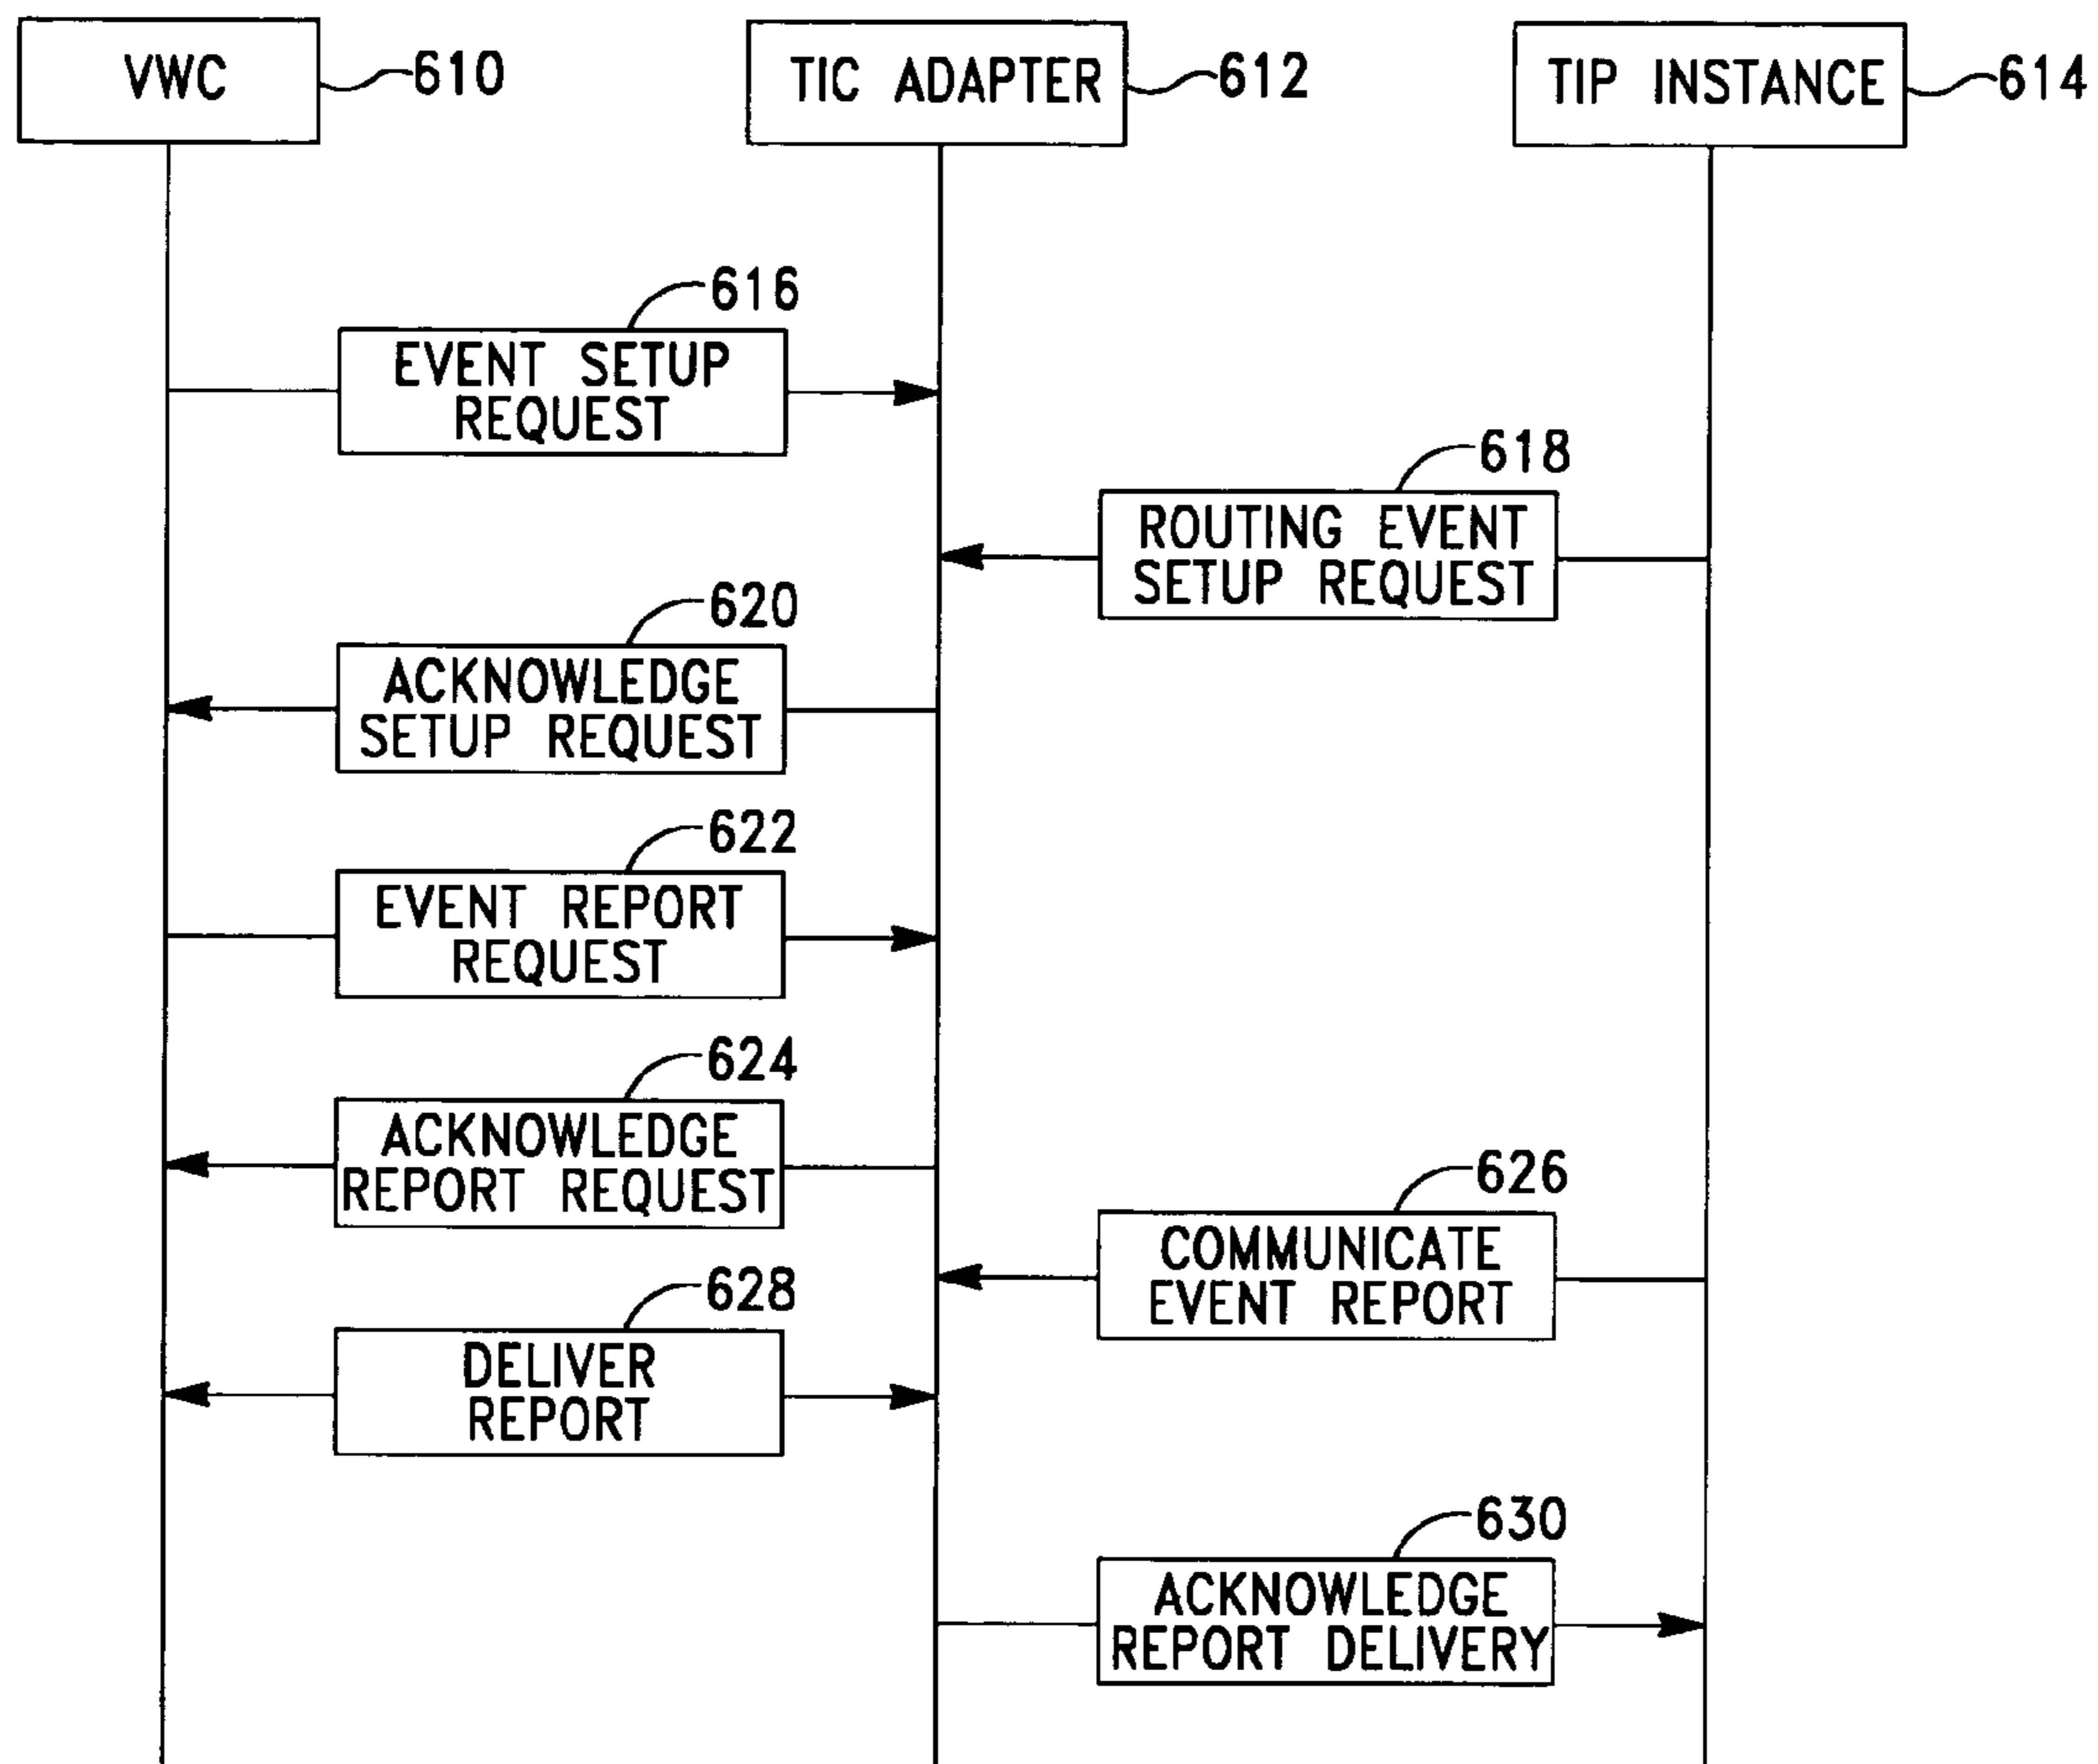 VWC
610
TIC ADAPTER
612
TIP INSTANCE
614
616
EVENT SETUP
REQUEST
618
ROUTING EVENT
SETUP REQUEST
620
ACKNOWLEDGE
SETUP REQUEST
622
EVENT REPORT
REQUEST
624
ACKNOWLEDGE
REPORT REQUEST
626
COMMUNICATE
EVENT REPORT
628
DELIVER
REPORT
630
ACKNOWLEDGE
REPORT DELIVERY